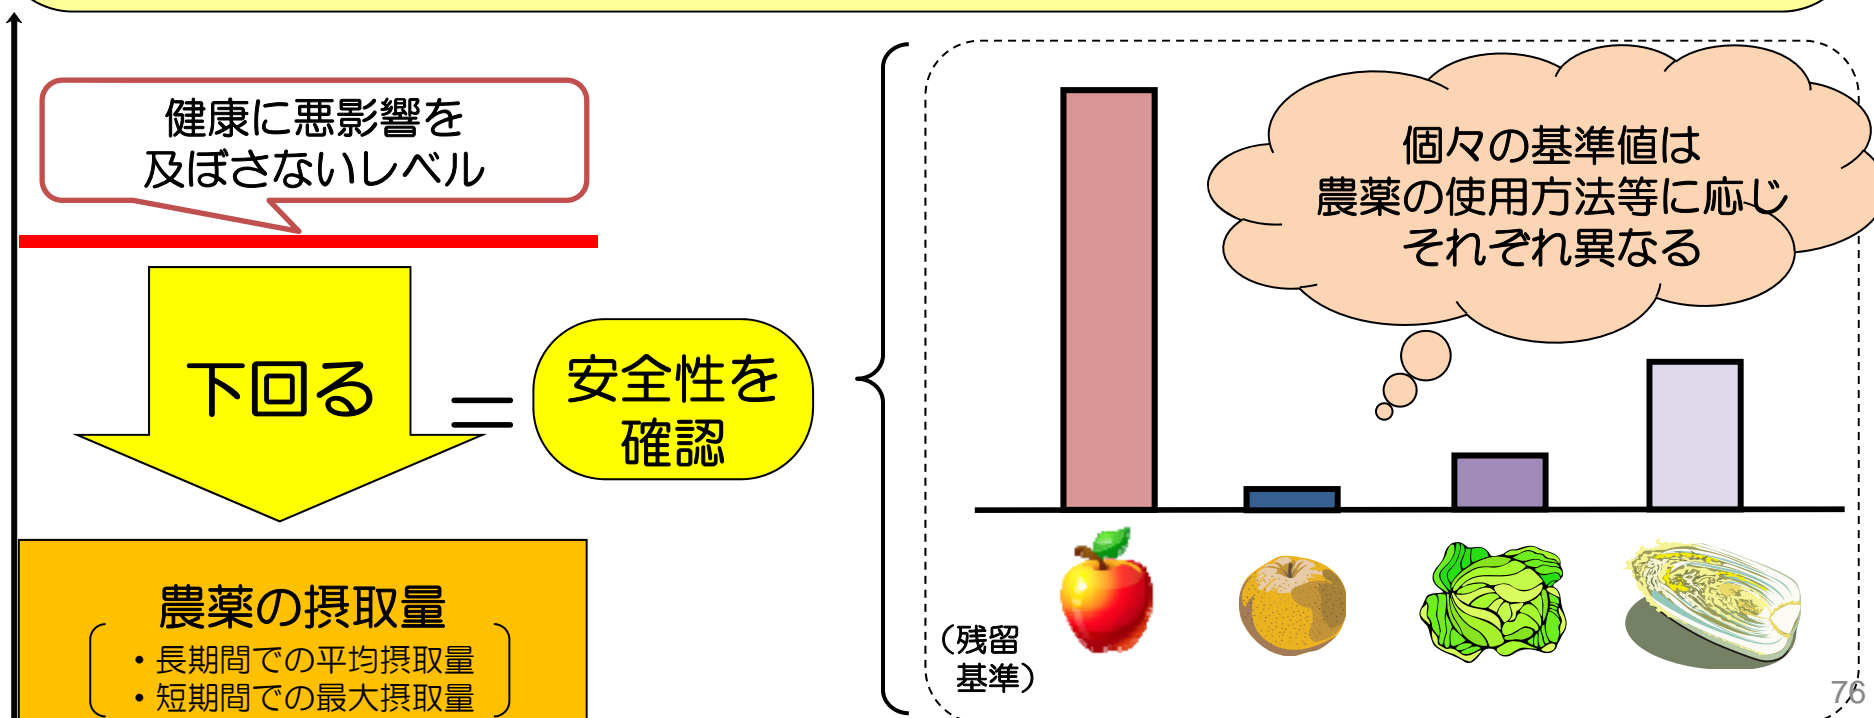 健康に悪影響を
及ぼさないレベル
下回る
=
安全性を
確認
農薬の摂取量
・長期間での平均摂取量
・短期間での最大摂取量
個々の基準値は
農薬の使用方法等に応じ
それぞれ異なる
(残留
基準)
76